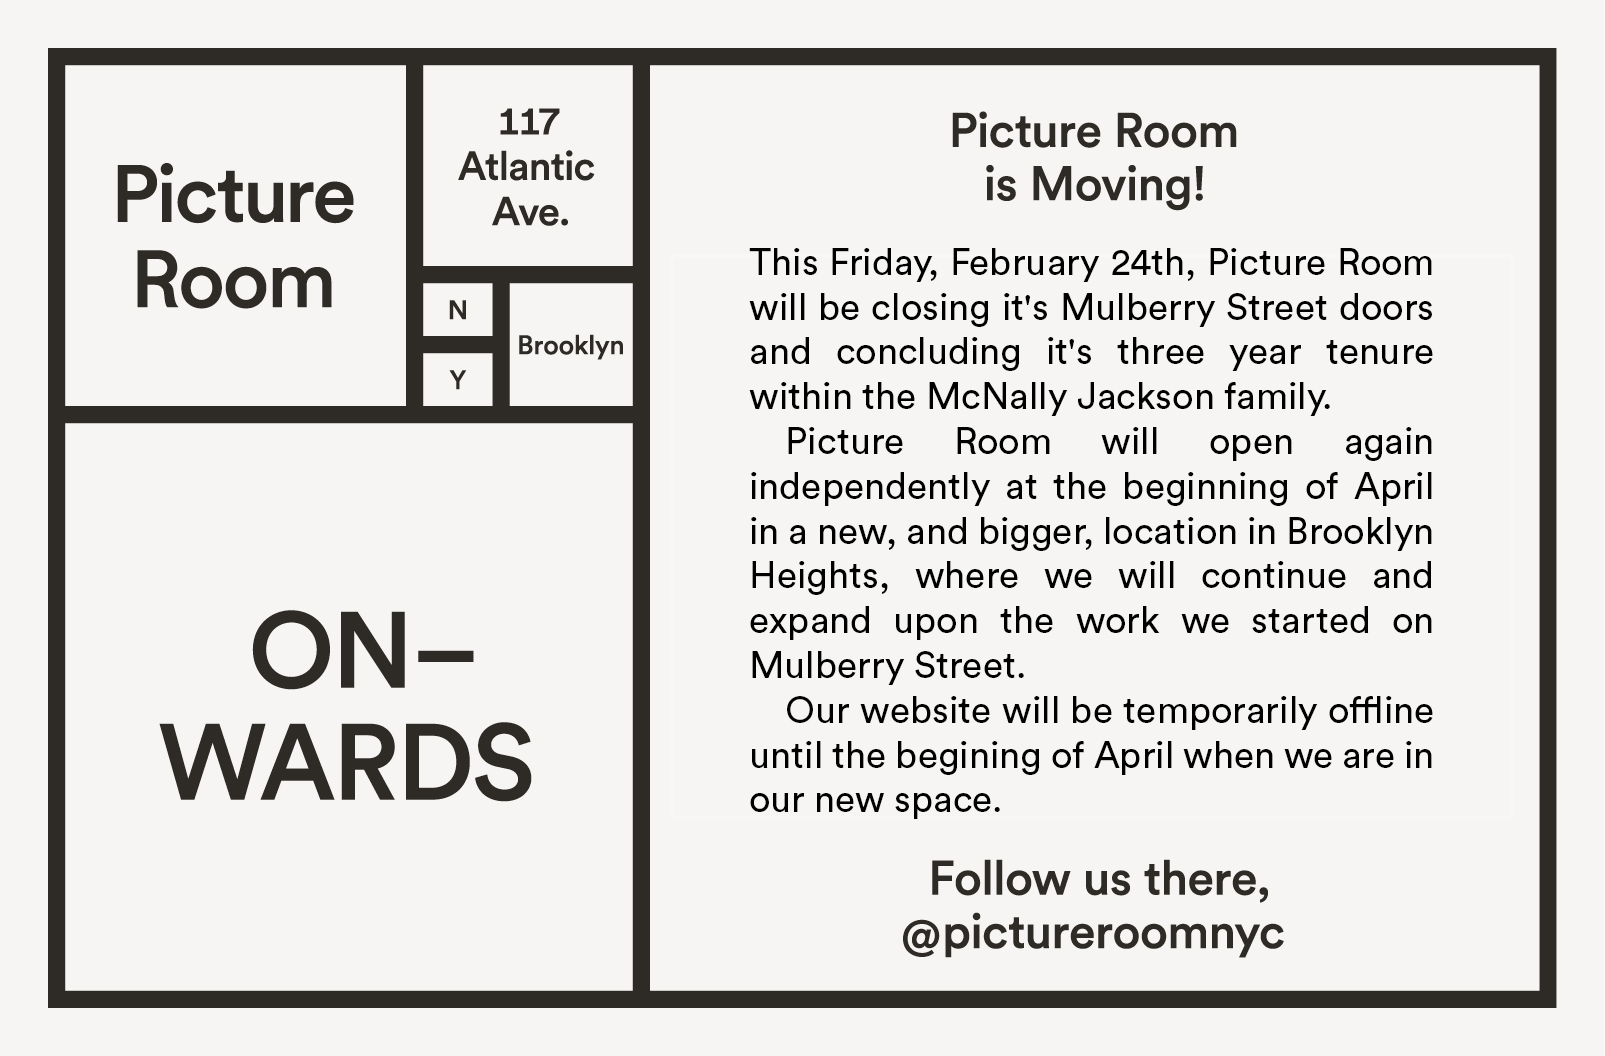 Picture
Room
117
Atlantic
Ave.
N
Y
Brooklyn
ON–
WARDS
Picture Room
is Moving!
This Friday, February 24th, Picture Room
will be closing it's Mulberry Street doors
and concluding it's three year tenure
within the McNally Jackson family.
Picture Room will open again
independently at the beginning of April
in a new, and bigger, location in Brooklyn
Heights, where we will continue and
expand upon the work we started on
Mulberry Street.
Our website will be temporarily offline
until the begining of April when we are in
our new space.
Follow us there,
@pictureroomnyc